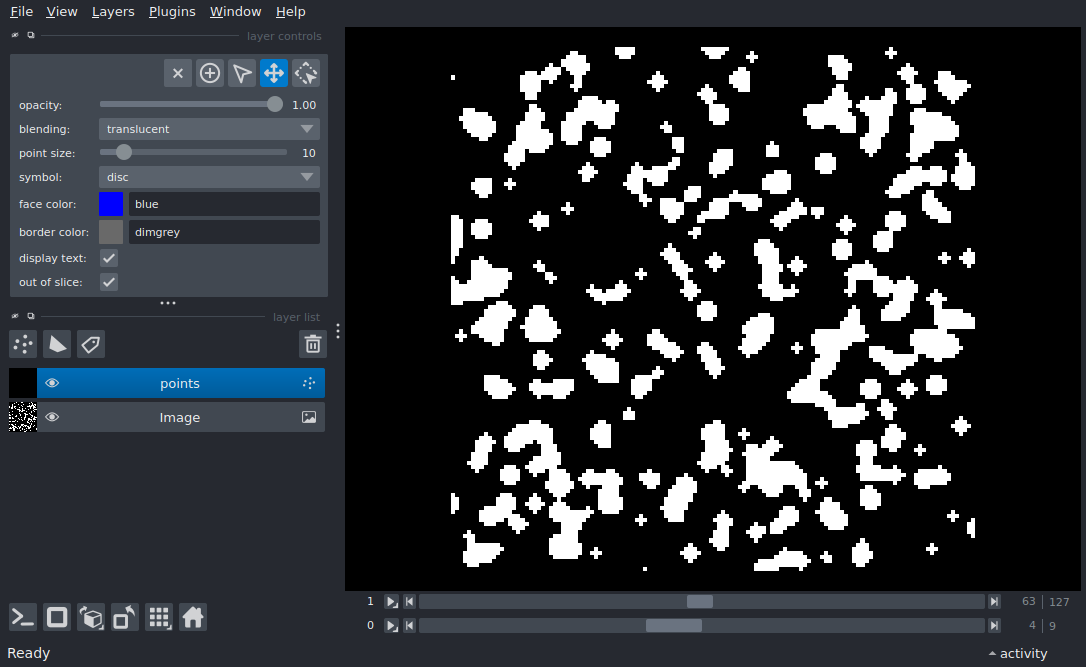 File View Layers Plugins Window Help
layer controls
opacity: 1.00
blending: translucent
point size: 10
symbol: disc
face color: blue
border color: dimgrey
display text:
out of slice:
layer list
points
Image
1 63 127
0 4 9
Ready activity